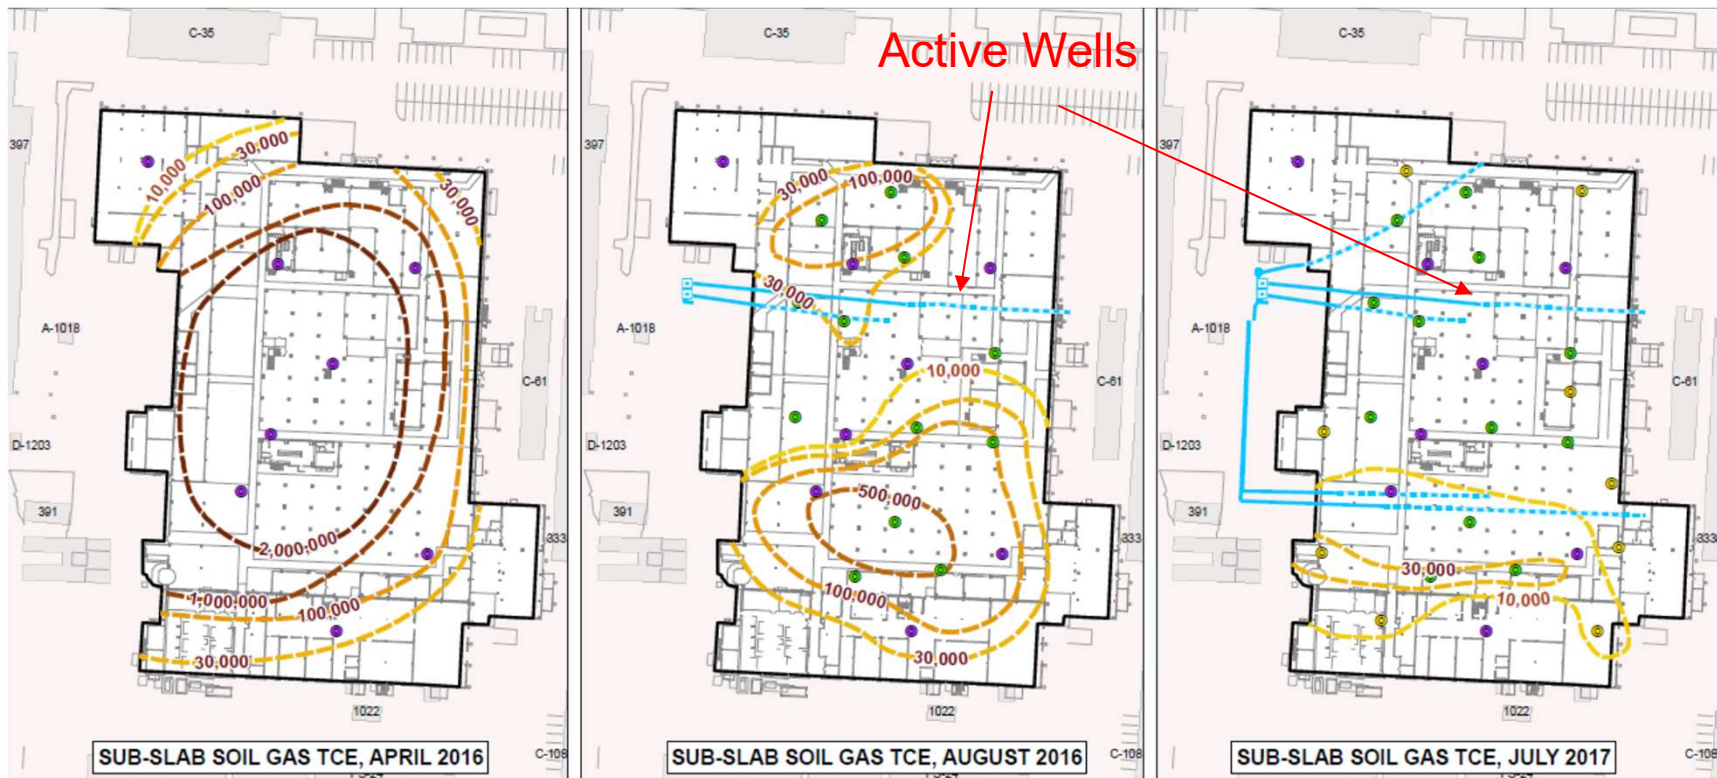 C-35
397
10,000
30,000
100,000
30,000
A-1018
C-61
D-1203
391
2,000,000
333
1,000,000
100,000
30,000
1022
C-108
SUB-SLAB SOIL GAS TCE, APRIL 2016
C-35
Active Wells
397
30,000
100,000
30,000
A-1018
C-61
10,000
D-1203
500,000
391
333
100,000
30,000
1022
C-108
SUB-SLAB SOIL GAS TCE, AUGUST 2016
C-35
397
A-1018
C-61
D-1203
391
333
30,000
10,000
1022
C-108
SUB-SLAB SOIL GAS TCE, JULY 2017